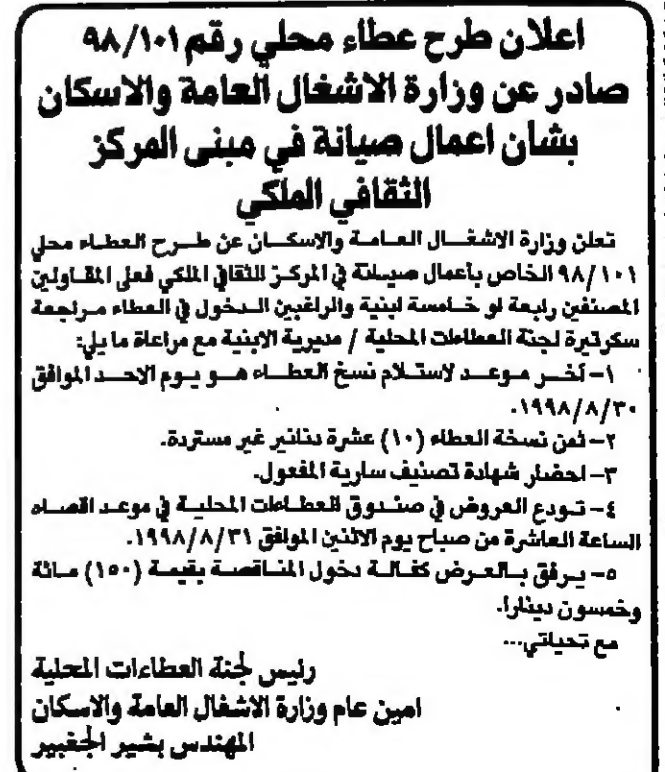 اعلان طرح عطاء محلي رقم ٩٨/١٠١
صادر عن وزارة الاشغال العامة والاسكان
بشان اعمال صيانة في مبنى المركز
الثقافي الملكي
تعلن وزارة الاشغال العامة والاسكان عن طرح العطاء محلي
٩٨/١٠١ الخاص بأعمال صيانة في المركز الثقافي الملكي فعلى المقاولين
المصنفين رابعة او خامسة ابنية والراغبين الدخول في العطاء مراجعة
سكرتيرة لجنة العطاءات المحلية / مديرية الابنية مع مراعاة ما يلي:
١- آخر موعد لاستلام نسخ العطاء هو يوم الاحد الموافق
١٩٩٨/٨/٣٠.
٢- ثمن نسخة العطاء (١٠) عشرة دنانير غير مستردة.
٣- احضار شهادة تصنيف سارية المفعول.
٤- تودع العروض في صندوق العطاءات المحلية في موعد اقصاه
الساعة العاشرة من صباح يوم الاثنين الموافق ١٩٩٨/٨/٣١.
٥- يرفق بالعرض كفالة دخول المناقصة بقيمة (١٥٠) مائة
وخمسون دينارا.
مع تحياتي...
رئيس لجنة العطاءات المحلية
امين عام وزارة الاشغال العامة والاسكان
المهندس بشير الجغبير